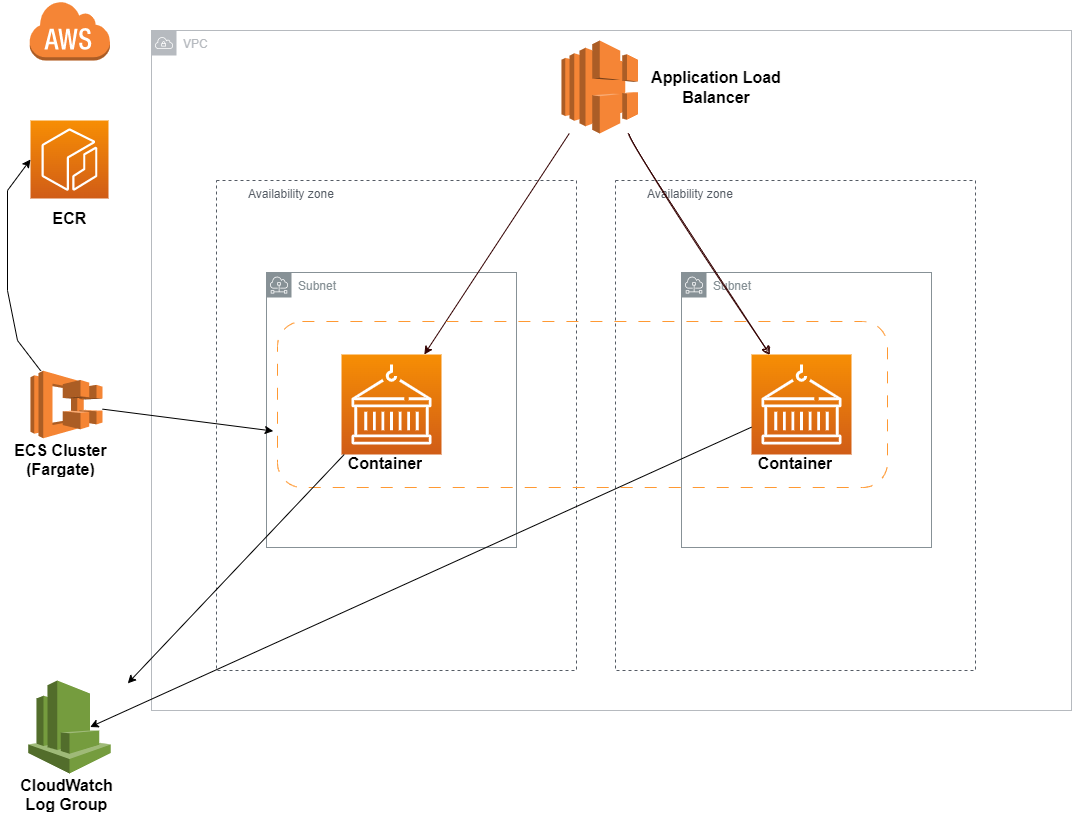 AWS
VPC
Application Load
Balancer
ECR
Availability zone
Availability zone
Subnet
Subnet
ECS Cluster
(Fargate)
Container
Container
CloudWatch
Log Group